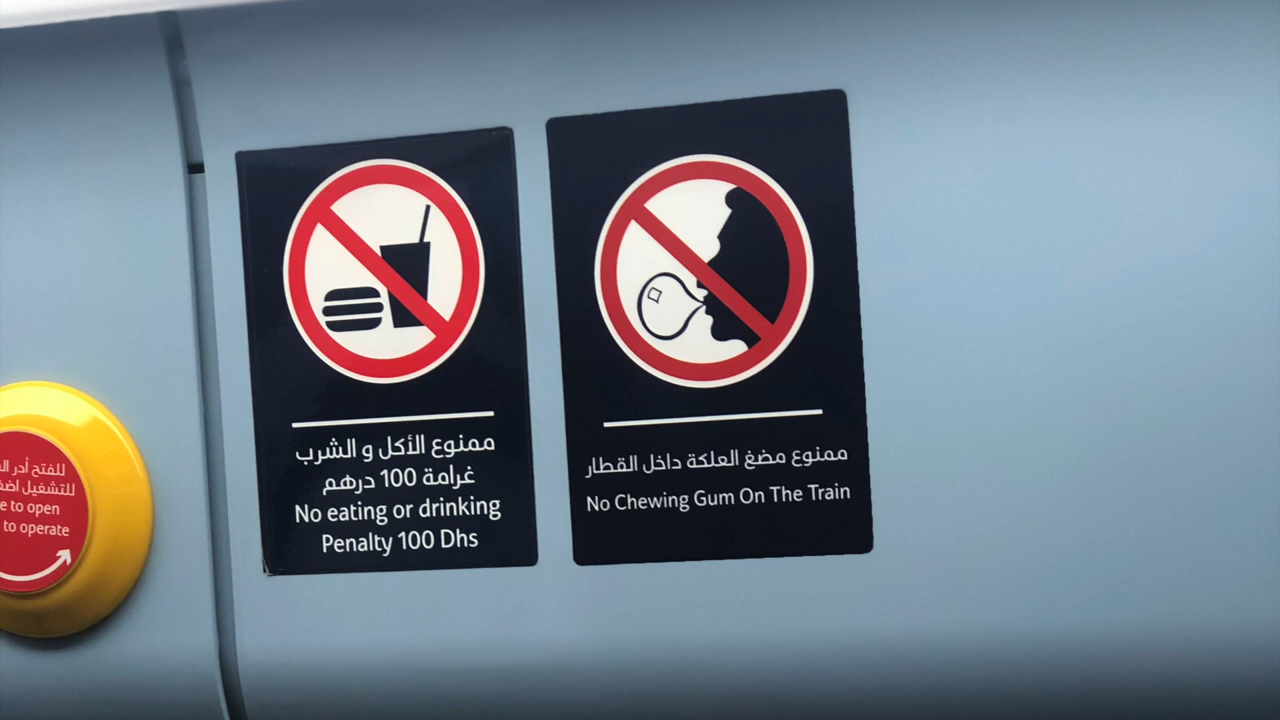 ممنوع الأكل و الشرب
غرامة 100 درهم
No eating or drinking
Penalty 100 Dhs
ممنوع مضغ العلكة داخل القطار
No Chewing Gum On The Train
للفتح أدر
للتشغيل
to open
to operate